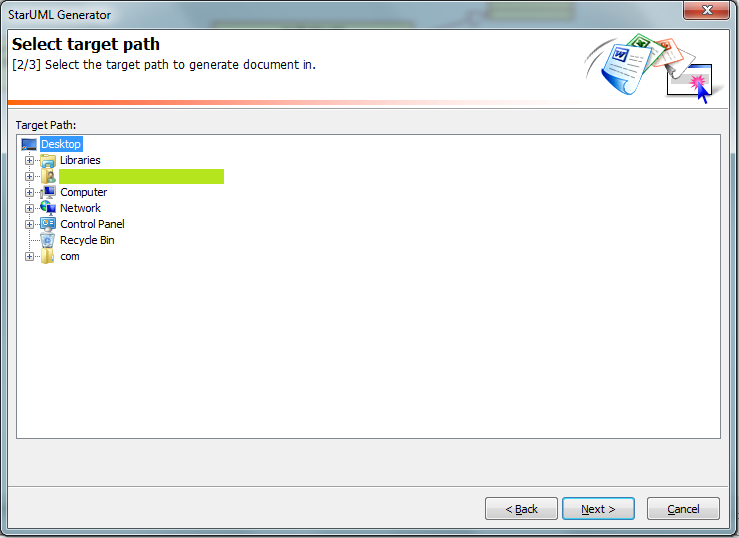 StarUML Generator
Select target path
[2/3] Select the target path to generate document in.
Target Path:
Desktop
Libraries
Computer
Network
Control Panel
Recycle Bin
com
< Back
Next >
Cancel